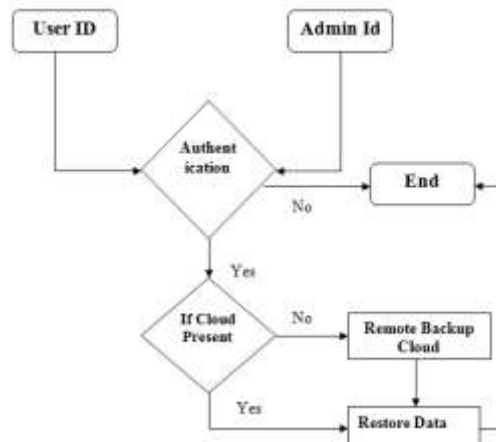 User ID
Admin Id
Authent
ication
End
No
Yes
If Cloud
Present
No
Remote Backup
Cloud
Yes
Restore Data